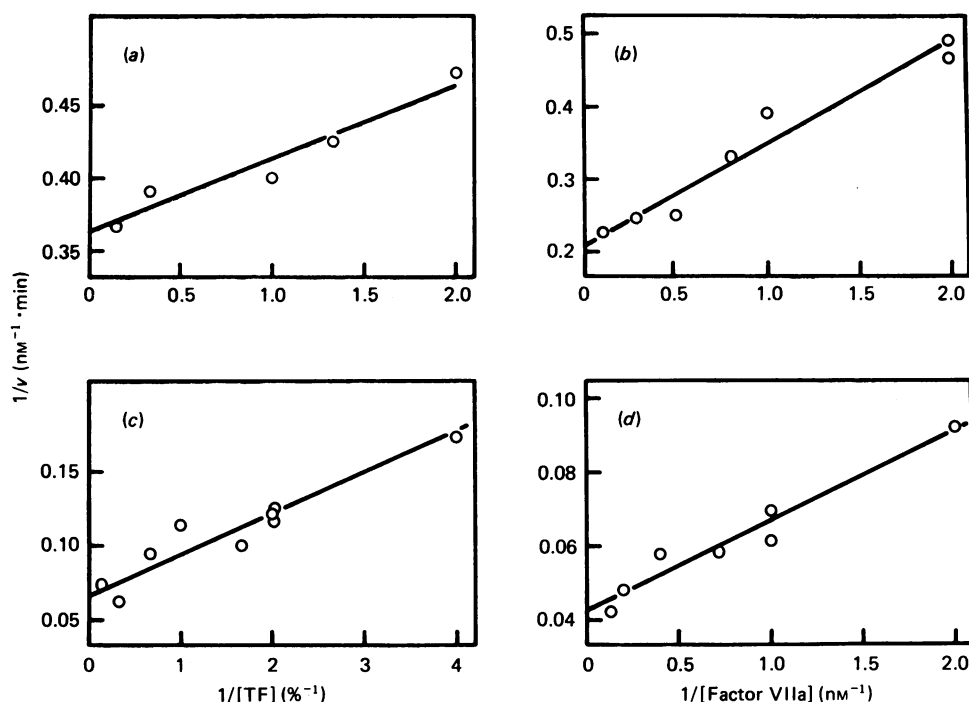 (a)
0.45
0.40
0.35
0 0.5 1.0 1.5 2.0
(b)
0.5
0.4
0.3
0.2
0 0.5 1.0 1.5 2.0
1/v (nM⁻¹·min)
(c)
0.15
0.10
0.05
0 1 2 3 4
1/[TF] (%⁻¹)
(d)
0.10
0.08
0.06
0.04
0 0.5 1.0 1.5 2.0
1/[Factor VIIa] (nM⁻¹)